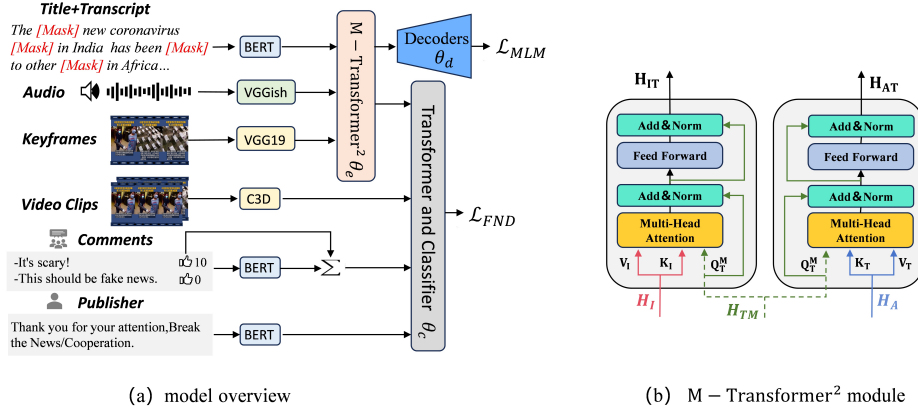 Title+Transcript
The [Mask] new coronavirus
[Mask] in India has been [Mask]
to other [Mask] in Africa...
BERT
M − Transformer² θe
Decoders
θd
ℒMLM
Audio
VGGish
Keyframes
VGG19
Video Clips
C3D
Transformer and Classifier θc
ℒFND
Comments
-It's scary!
10
-This should be fake news.
0
BERT
Σ
Publisher
Thank you for your attention,Break
the News/Cooperation.
BERT
(a) model overview
HIT
Add&Norm
Feed Forward
Add&Norm
Multi-Head
Attention
VI
KI
QTM
HI
HTM
HAT
Add&Norm
Feed Forward
Add&Norm
Multi-Head
Attention
QTM
KT
VT
HA
(b) M − Transformer² module